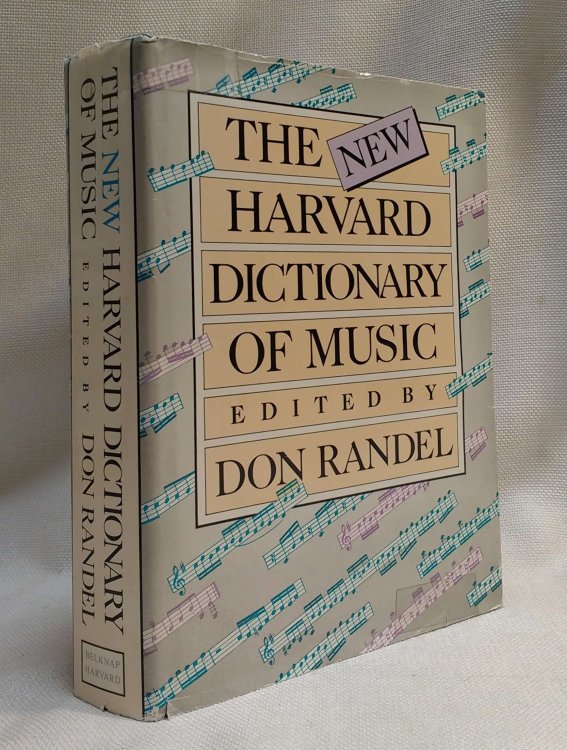 THE NEW
HARVARD
DICTIONARY
OF MUSIC
EDITED BY
DON RANDEL
THE NEW HARVARD DICTIONARY
OF MUSIC EDITED BY DON RANDEL
BELKNAP
HARVARD